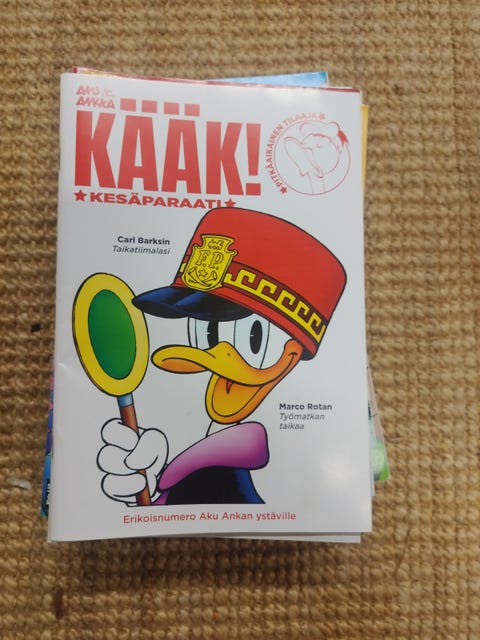 AKU
ANKKA
KÄÄK!
★ KESÄPARAATI ★
★ PITKÄAIKAINEN TILAAJA ★
Carl Barksin
Taikatiimalasi
F.P.
Marco Rotan
Työmatkan
taikaa
Erikoisnumero Aku Ankan ystäville